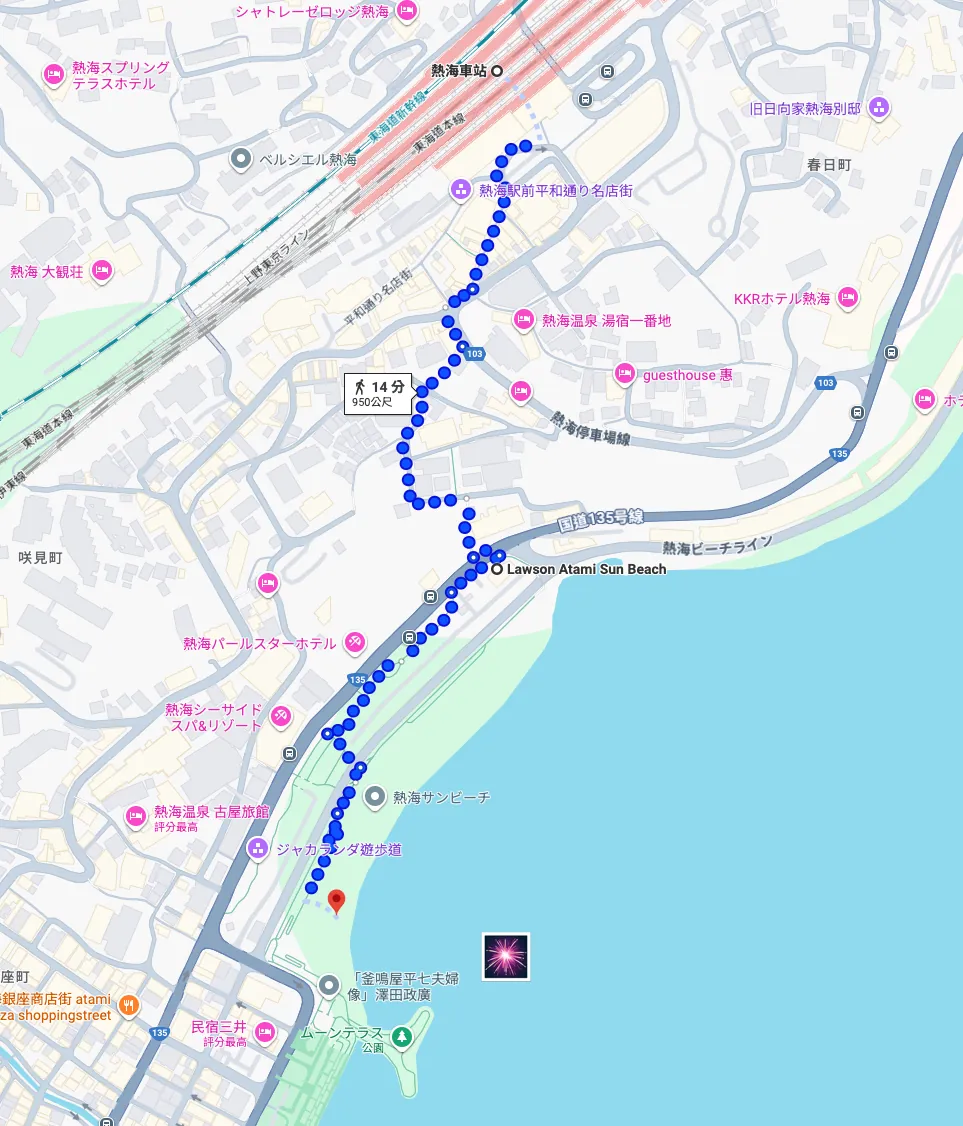 シャトレーゼロッジ熱海
熱海車站
熱海スプリング
テラスホテル
東海道新幹線
東海道本線
旧日向家熱海別邸
ベルシエル熱海
春日町
熱海駅前平和通り名店街
上野東京ライン
熱海 大観荘
平和通り名店街
KKRホテル熱海
熱海温泉 湯宿一番地
103
14 分
950公尺
guesthouse 惠
103
ホテ
東海道本線
熱海停車場線
135
伊東線
国道135号線
熱海ビーチライン
咲見町
Lawson Atami Sun Beach
熱海パールスターホテル
135
熱海シーサイド
スパ&リゾート
熱海サンビーチ
熱海温泉 古屋旅館
評分最高
ジャカランダ遊歩道
座町
「釜鳴屋平七夫婦
像」澤田政廣
銀座商店街 atami
za shoppingstreet
135
民宿三井
評分最高
ムーンテラス
公園